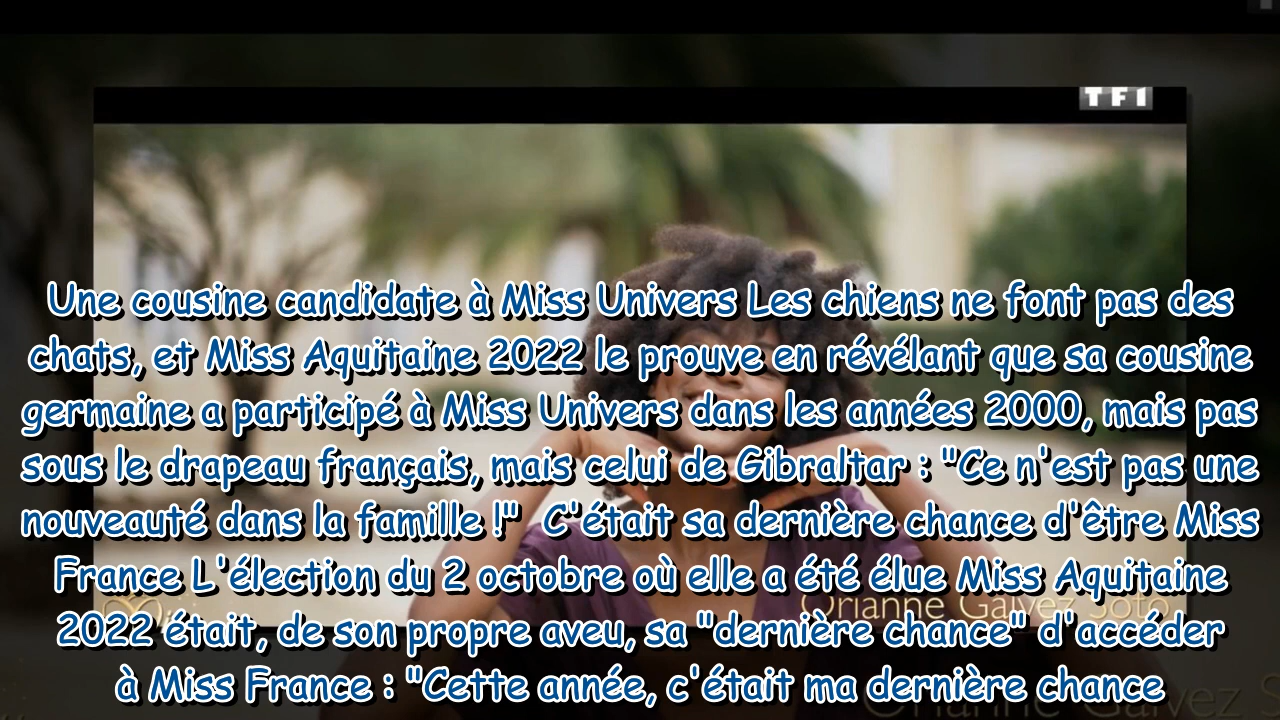 TF1
Une cousine candidate à Miss Univers Les chiens ne font pas des
chats, et Miss Aquitaine 2022 le prouve en révélant que sa cousine
germaine a participé à Miss Univers dans les années 2000, mais pas
sous le drapeau français, mais celui de Gibraltar : "Ce n'est pas une
nouveauté dans la famille !"  C'était sa dernière chance d'être Miss
France L'élection du 2 octobre où elle a été élue Miss Aquitaine
Orianne Galvez Soto
2022 était, de son propre aveu, sa "dernière chance" d'accéder
à Miss France : "Cette année, c'était ma dernière chance